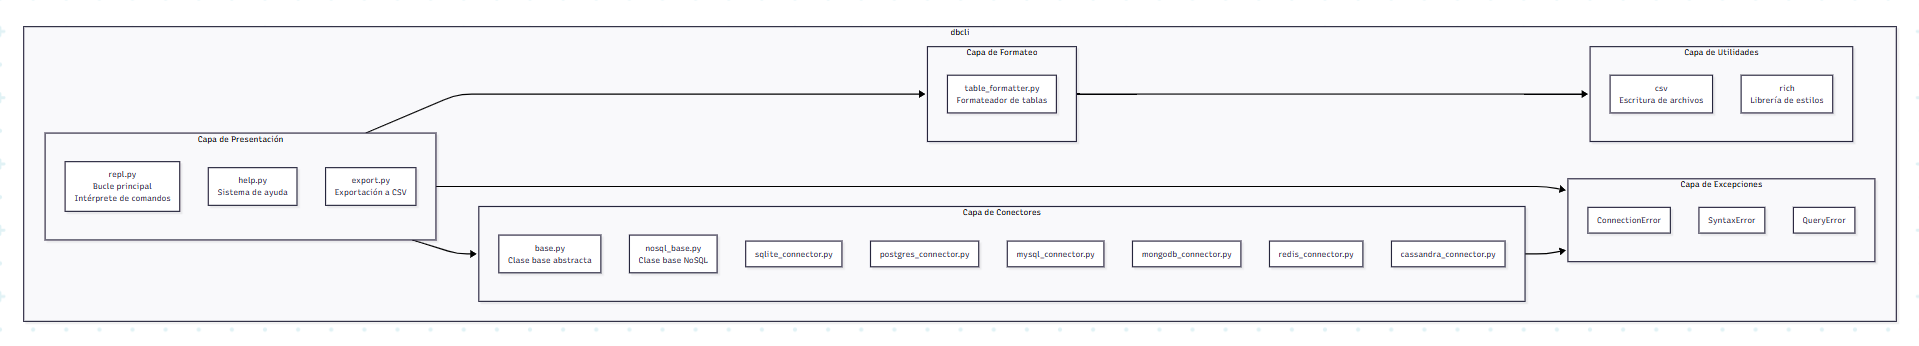 dbcli
Capa de Formateo
table_formatter.py
Formateador de tablas
Capa de Utilidades
csv
Escritura de archivos
rich
Librería de estilos
Capa de Presentación
repl.py
Bucle principal
Intérprete de comandos
help.py
Sistema de ayuda
export.py
Exportación a CSV
Capa de Excepciones
ConnectionError
SyntaxError
QueryError
Capa de Conectores
base.py
Clase base abstracta
nosql_base.py
Clase base NoSQL
sqlite_connector.py
postgres_connector.py
mysql_connector.py
mongodb_connector.py
redis_connector.py
cassandra_connector.py